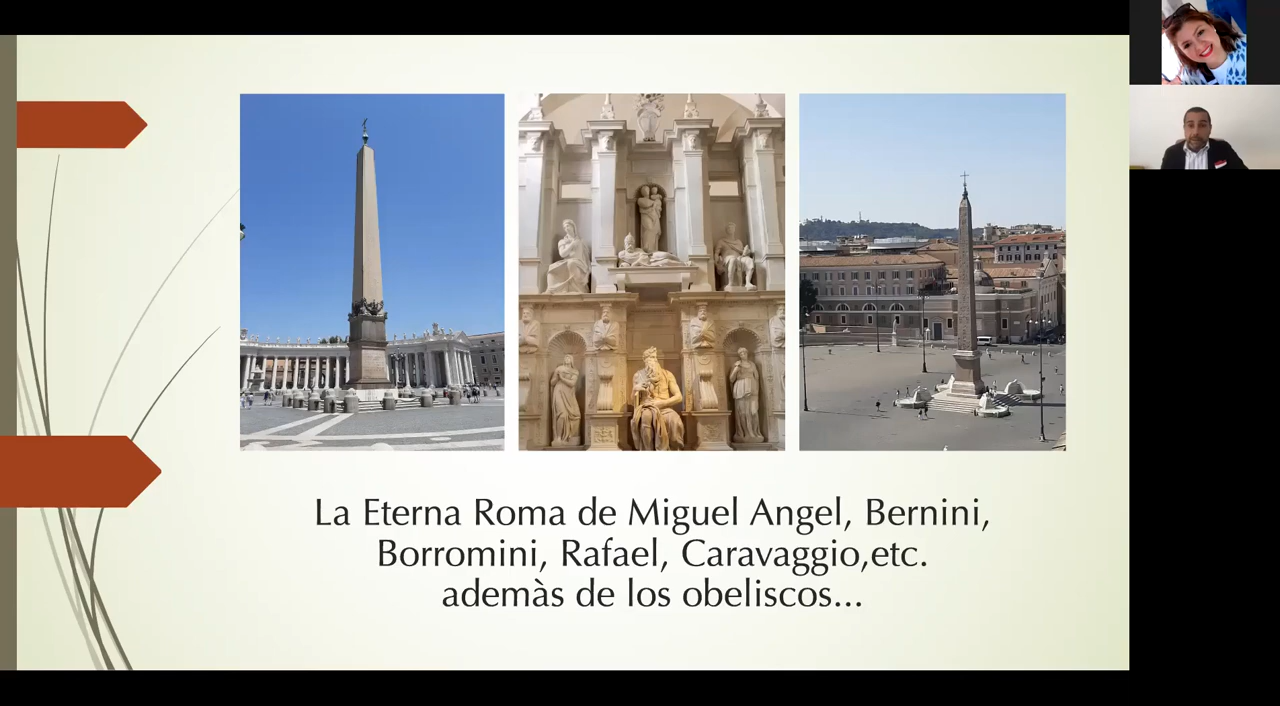 La Eterna Roma de Miguel Angel, Bernini,
Borromini, Rafael, Caravaggio,etc.
ademàs de los obeliscos...